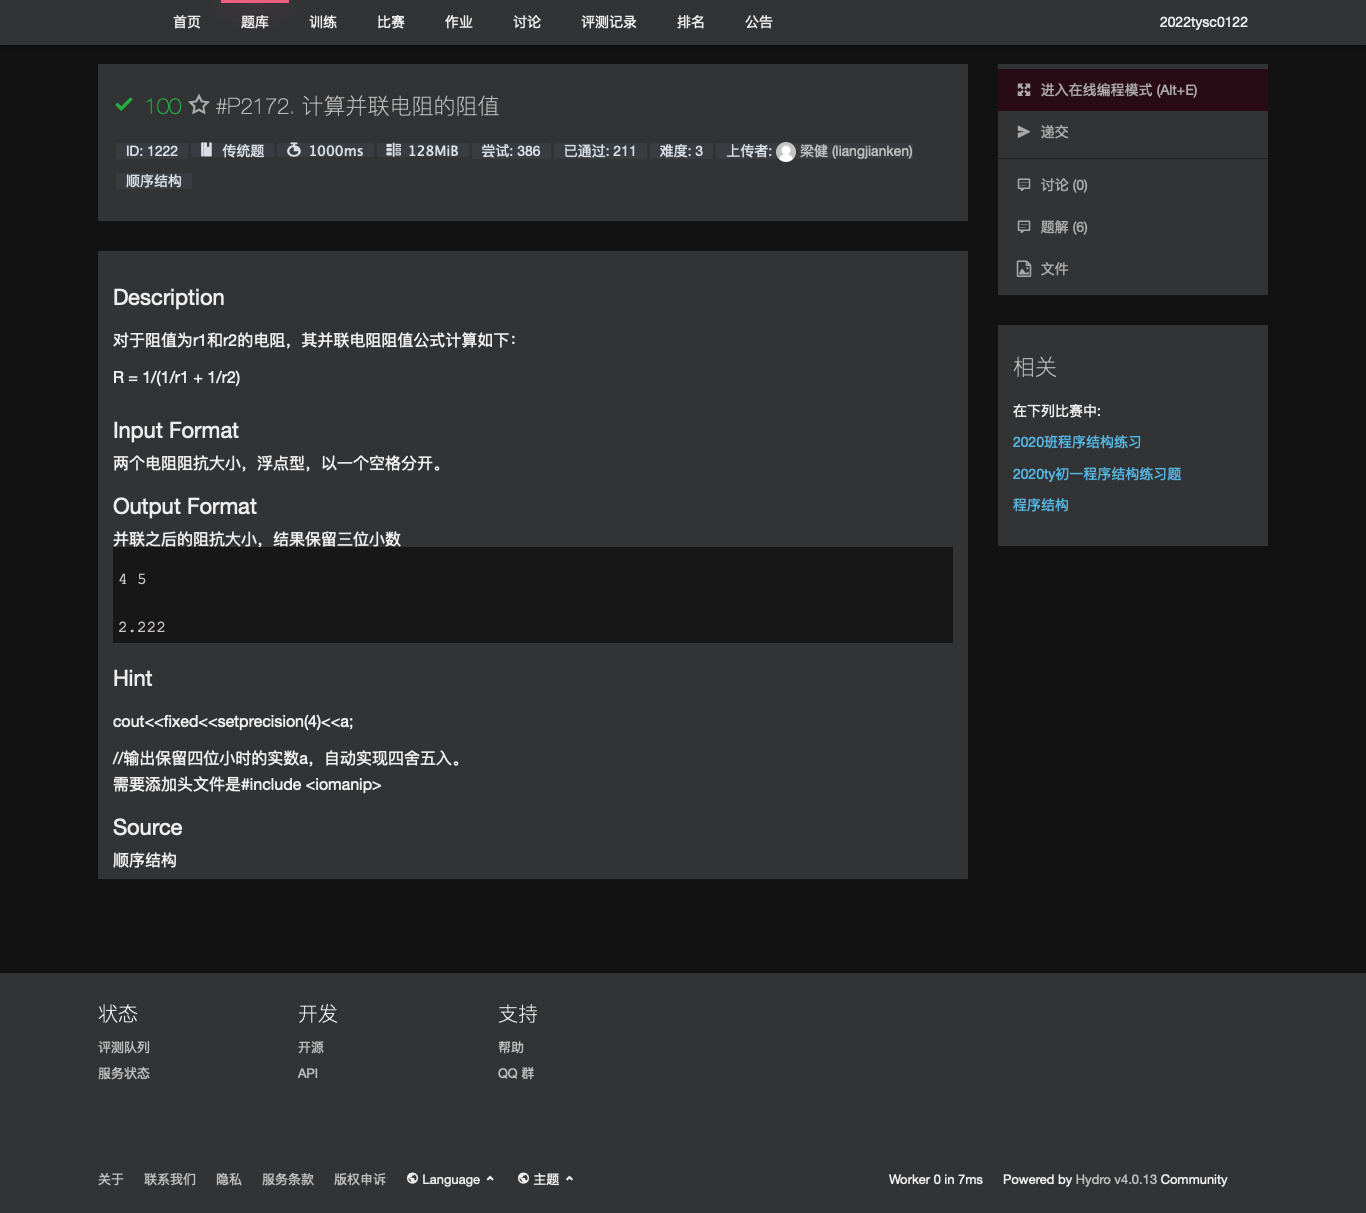 首页 题库 训练 比赛 作业 讨论 评测记录 排名 公告 2022tysc0122
100 #P2172. 计算并联电阻的阻值
ID: 1222 传统题 1000ms 128MiB 尝试: 386 已通过: 211 难度: 3 上传者: 梁健 (liangjianken)
顺序结构
Description
对于阻值为r1和r2的电阻，其并联电阻阻值公式计算如下：
R = 1/(1/r1 + 1/r2)
Input Format
两个电阻阻抗大小，浮点型，以一个空格分开。
Output Format
并联之后的阻抗大小，结果保留三位小数
4 5
2.222
Hint
cout<<fixed<<setprecision(4)<<a;
//输出保留四位小时的实数a，自动实现四舍五入。
需要添加头文件是#include <iomanip>
Source
顺序结构
进入在线编程模式 (Alt+E)
递交
讨论 (0)
题解 (6)
文件
相关
在下列比赛中:
2020班程序结构练习
2020ty初一程序结构练习题
程序结构
状态 开发 支持
评测队列 开源 帮助
服务状态 API QQ 群
关于 联系我们 隐私 服务条款 版权申诉 Language 主题 Worker 0 in 7ms Powered by Hydro v4.0.13 Community